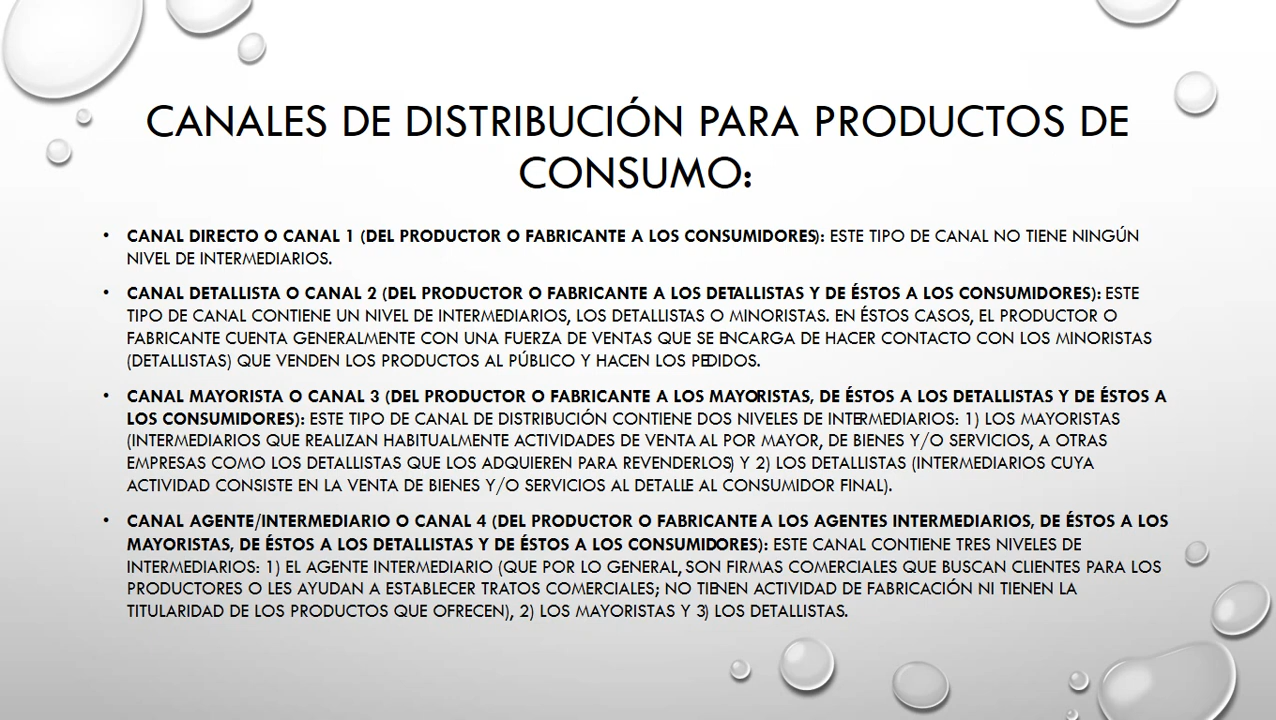 CANALES DE DISTRIBUCIÓN PARA PRODUCTOS DE
CONSUMO:
• CANAL DIRECTO O CANAL 1 (DEL PRODUCTOR O FABRICANTE A LOS CONSUMIDORES): ESTE TIPO DE CANAL NO TIENE NINGÚN
NIVEL DE INTERMEDIARIOS.
• CANAL DETALLISTA O CANAL 2 (DEL PRODUCTOR O FABRICANTE A LOS DETALLISTAS Y DE ÉSTOS A LOS CONSUMIDORES): ESTE
TIPO DE CANAL CONTIENE UN NIVEL DE INTERMEDIARIOS, LOS DETALLISTAS O MINORISTAS. EN ÉSTOS CASOS, EL PRODUCTOR O
FABRICANTE CUENTA GENERALMENTE CON UNA FUERZA DE VENTAS QUE SE ENCARGA DE HACER CONTACTO CON LOS MINORISTAS
(DETALLISTAS) QUE VENDEN LOS PRODUCTOS AL PÚBLICO Y HACEN LOS PEDIDOS.
• CANAL MAYORISTA O CANAL 3 (DEL PRODUCTOR O FABRICANTE A LOS MAYORISTAS, DE ÉSTOS A LOS DETALLISTAS Y DE ÉSTOS A
LOS CONSUMIDORES): ESTE TIPO DE CANAL DE DISTRIBUCIÓN CONTIENE DOS NIVELES DE INTERMEDIARIOS: 1) LOS MAYORISTAS
(INTERMEDIARIOS QUE REALIZAN HABITUALMENTE ACTIVIDADES DE VENTA AL POR MAYOR, DE BIENES Y/O SERVICIOS, A OTRAS
EMPRESAS COMO LOS DETALLISTAS QUE LOS ADQUIEREN PARA REVENDERLOS) Y 2) LOS DETALLISTAS (INTERMEDIARIOS CUYA
ACTIVIDAD CONSISTE EN LA VENTA DE BIENES Y/O SERVICIOS AL DETALLE AL CONSUMIDOR FINAL).
• CANAL AGENTE/INTERMEDIARIO O CANAL 4 (DEL PRODUCTOR O FABRICANTE A LOS AGENTES INTERMEDIARIOS, DE ÉSTOS A LOS
MAYORISTAS, DE ÉSTOS A LOS DETALLISTAS Y DE ÉSTOS A LOS CONSUMIDORES): ESTE CANAL CONTIENE TRES NIVELES DE
INTERMEDIARIOS: 1) EL AGENTE INTERMEDIARIO (QUE POR LO GENERAL, SON FIRMAS COMERCIALES QUE BUSCAN CLIENTES PARA LOS
PRODUCTORES O LES AYUDAN A ESTABLECER TRATOS COMERCIALES; NO TIENEN ACTIVIDAD DE FABRICACIÓN NI TIENEN LA
TITULARIDAD DE LOS PRODUCTOS QUE OFRECEN), 2) LOS MAYORISTAS Y 3) LOS DETALLISTAS.